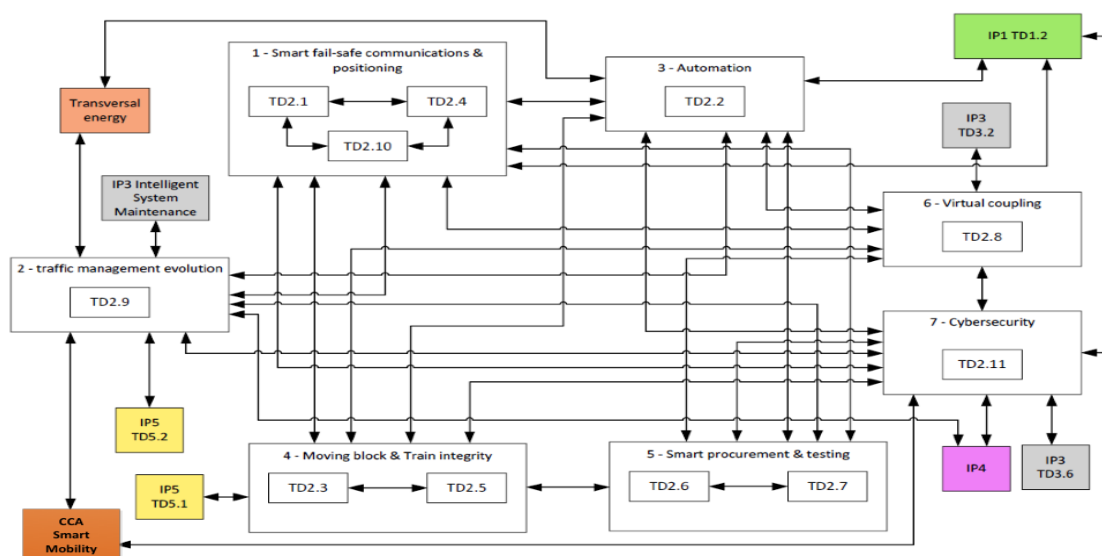 1 - Smart fail-safe communications &
positioning
TD2.1
TD2.4
TD2.10
3 - Automation
TD2.2
IP1 TD1.2
Transversal
energy
IP3
TD3.2
IP3 Intelligent
System
Maintenance
6 - Virtual coupling
TD2.8
2 - traffic management evolution
TD2.9
7 - Cybersecurity
TD2.11
IP5
TD5.2
4 - Moving block & Train integrity
TD2.3
TD2.5
5 - Smart procurement & testing
TD2.6
TD2.7
IP4
IP3
TD3.6
IP5
TD5.1
CCA
Smart
Mobility